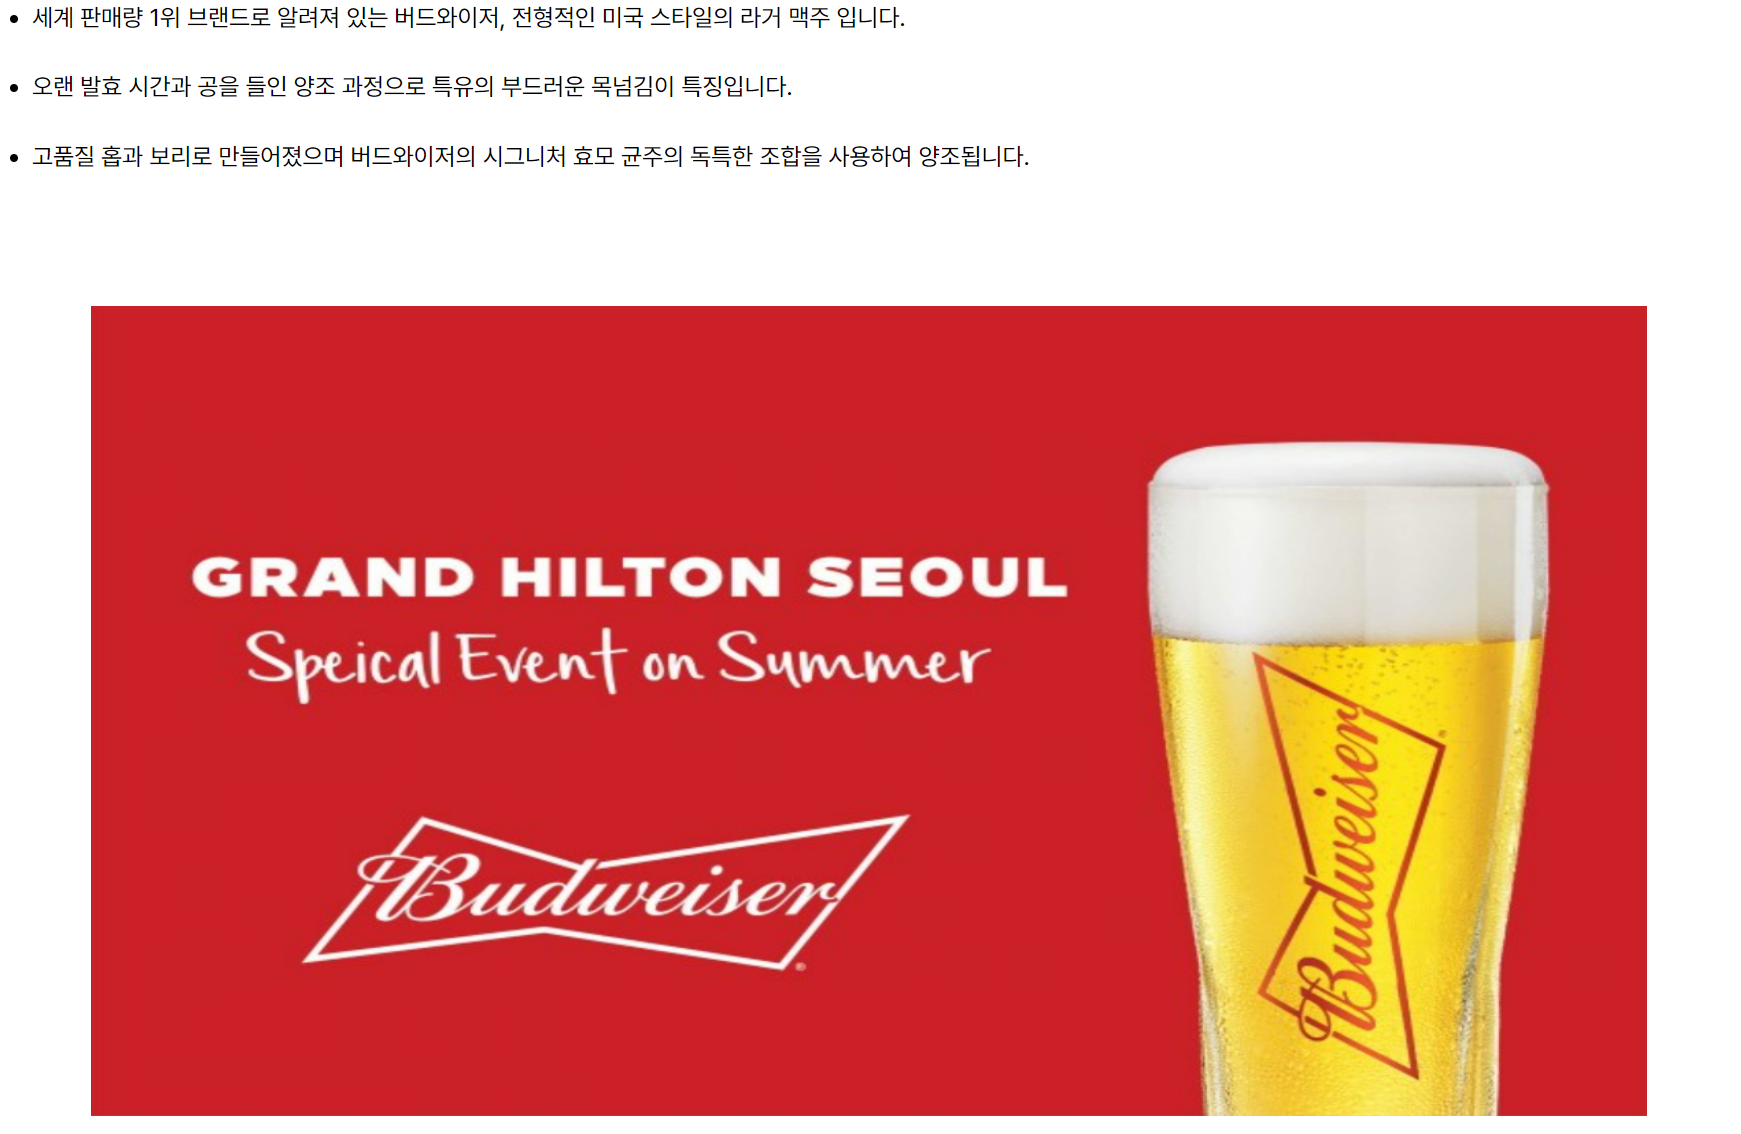 세계 판매량 1위 브랜드로 알려져 있는 버드와이저, 전형적인 미국 스타일의 라거 맥주 입니다.
오랜 발효 시간과 공을 들인 양조 과정으로 특유의 부드러운 목넘김이 특징입니다.
고품질 홉과 보리로 만들어졌으며 버드와이저의 시그니처 효모 균주의 독특한 조합을 사용하여 양조됩니다.
GRAND HILTON SEOUL
Speical Event on Summer
Budweiser
Budweiser